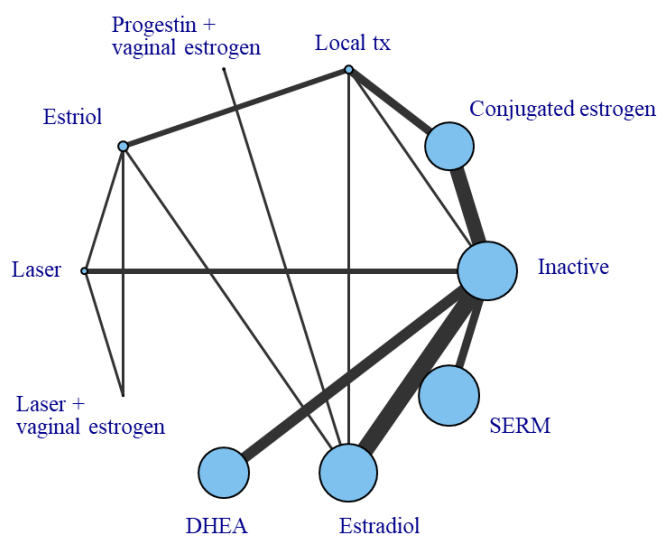 Progestin +
vaginal estrogen
Local tx
Conjugated estrogen
Estriol
Laser
Inactive
Laser +
vaginal estrogen
SERM
DHEA
Estradiol